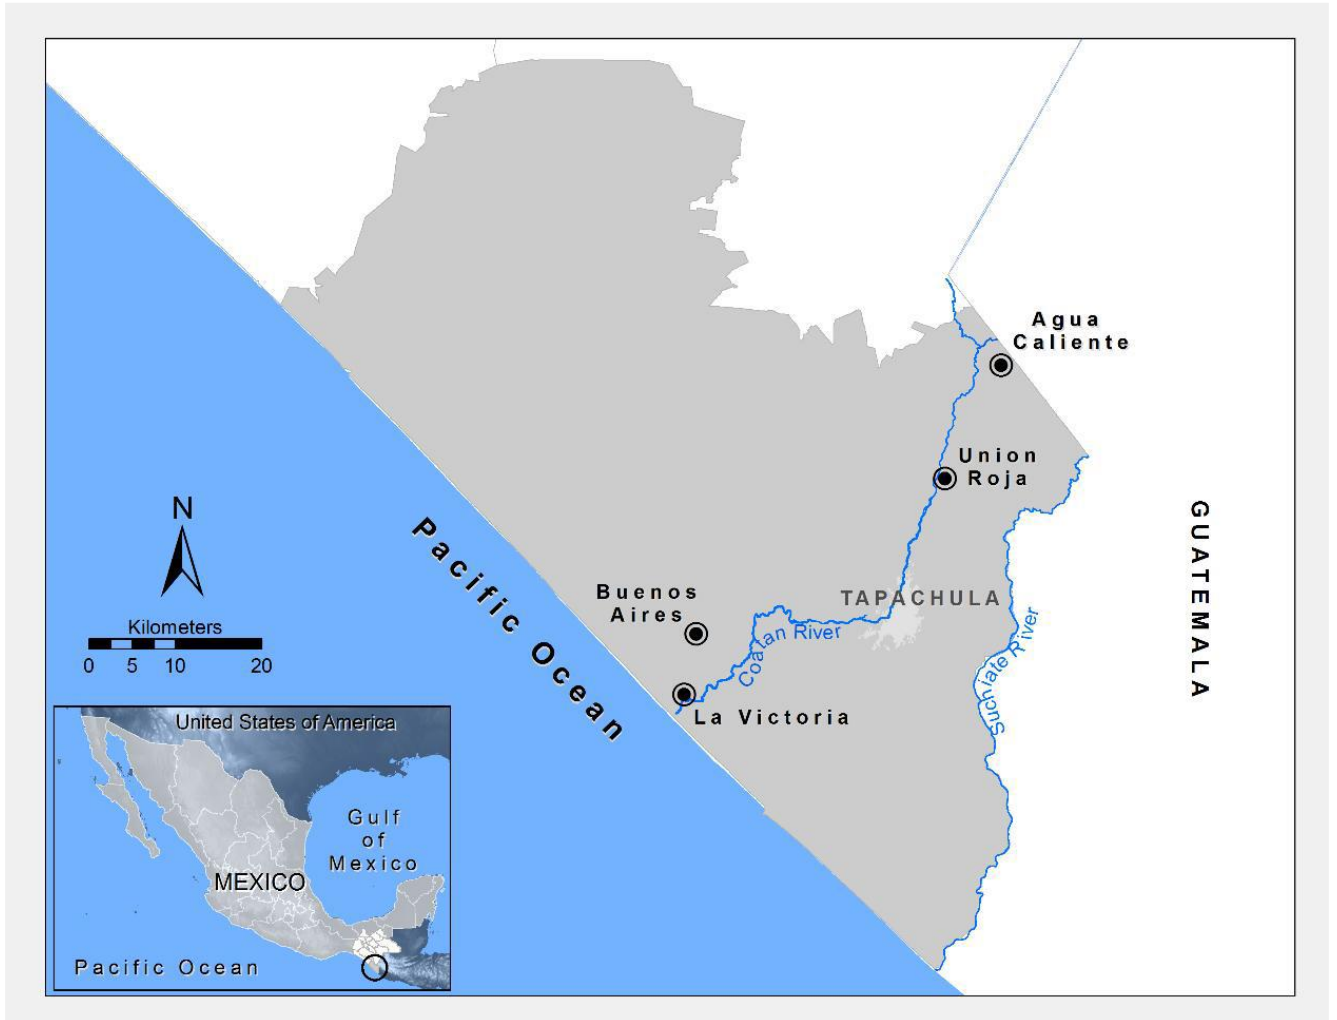 Agua
Caliente
Union
Roja
GUATEMALA
N
Pacific Ocean
Buenos
Aires
TAPACHULA
Kilometers
Coatan River
Suchiate River
0 5 10 20
La Victoria
United States of America
Gulf
of
Mexico
MEXICO
Pacific Ocean